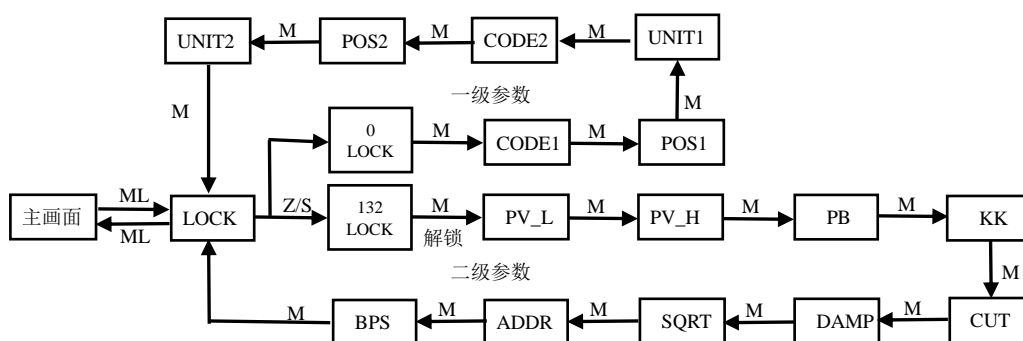 UNIT2
M
POS2
M
CODE2
M
UNIT1
M
一级参数
M
0
LOCK
M
CODE1
M
POS1
主画面
ML
ML
LOCK
Z/S
132
LOCK
M
解锁
PV_L
M
PV_H
M
PB
M
KK
二级参数
M
M
BPS
M
ADDR
M
SQRT
M
DAMP
M
CUT